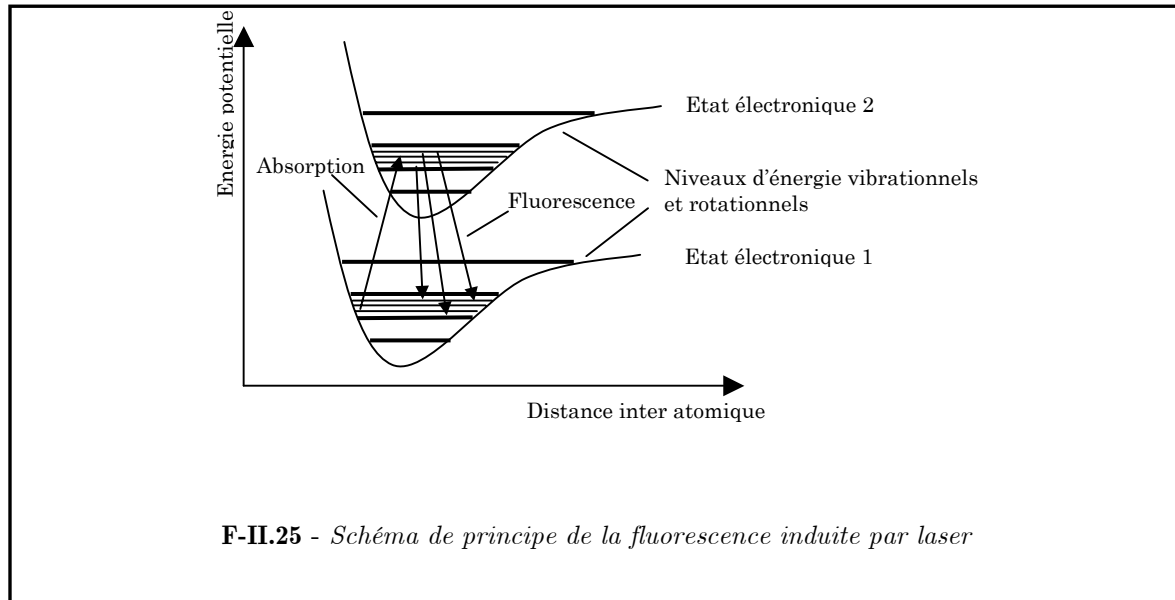 Energie potentielle
Etat électronique 2
Absorption
Niveaux d'énergie vibrationnels
et rotationnels
Fluorescence
Etat électronique 1
Distance inter atomique
F-II.25 - Schéma de principe de la fluorescence induite par laser